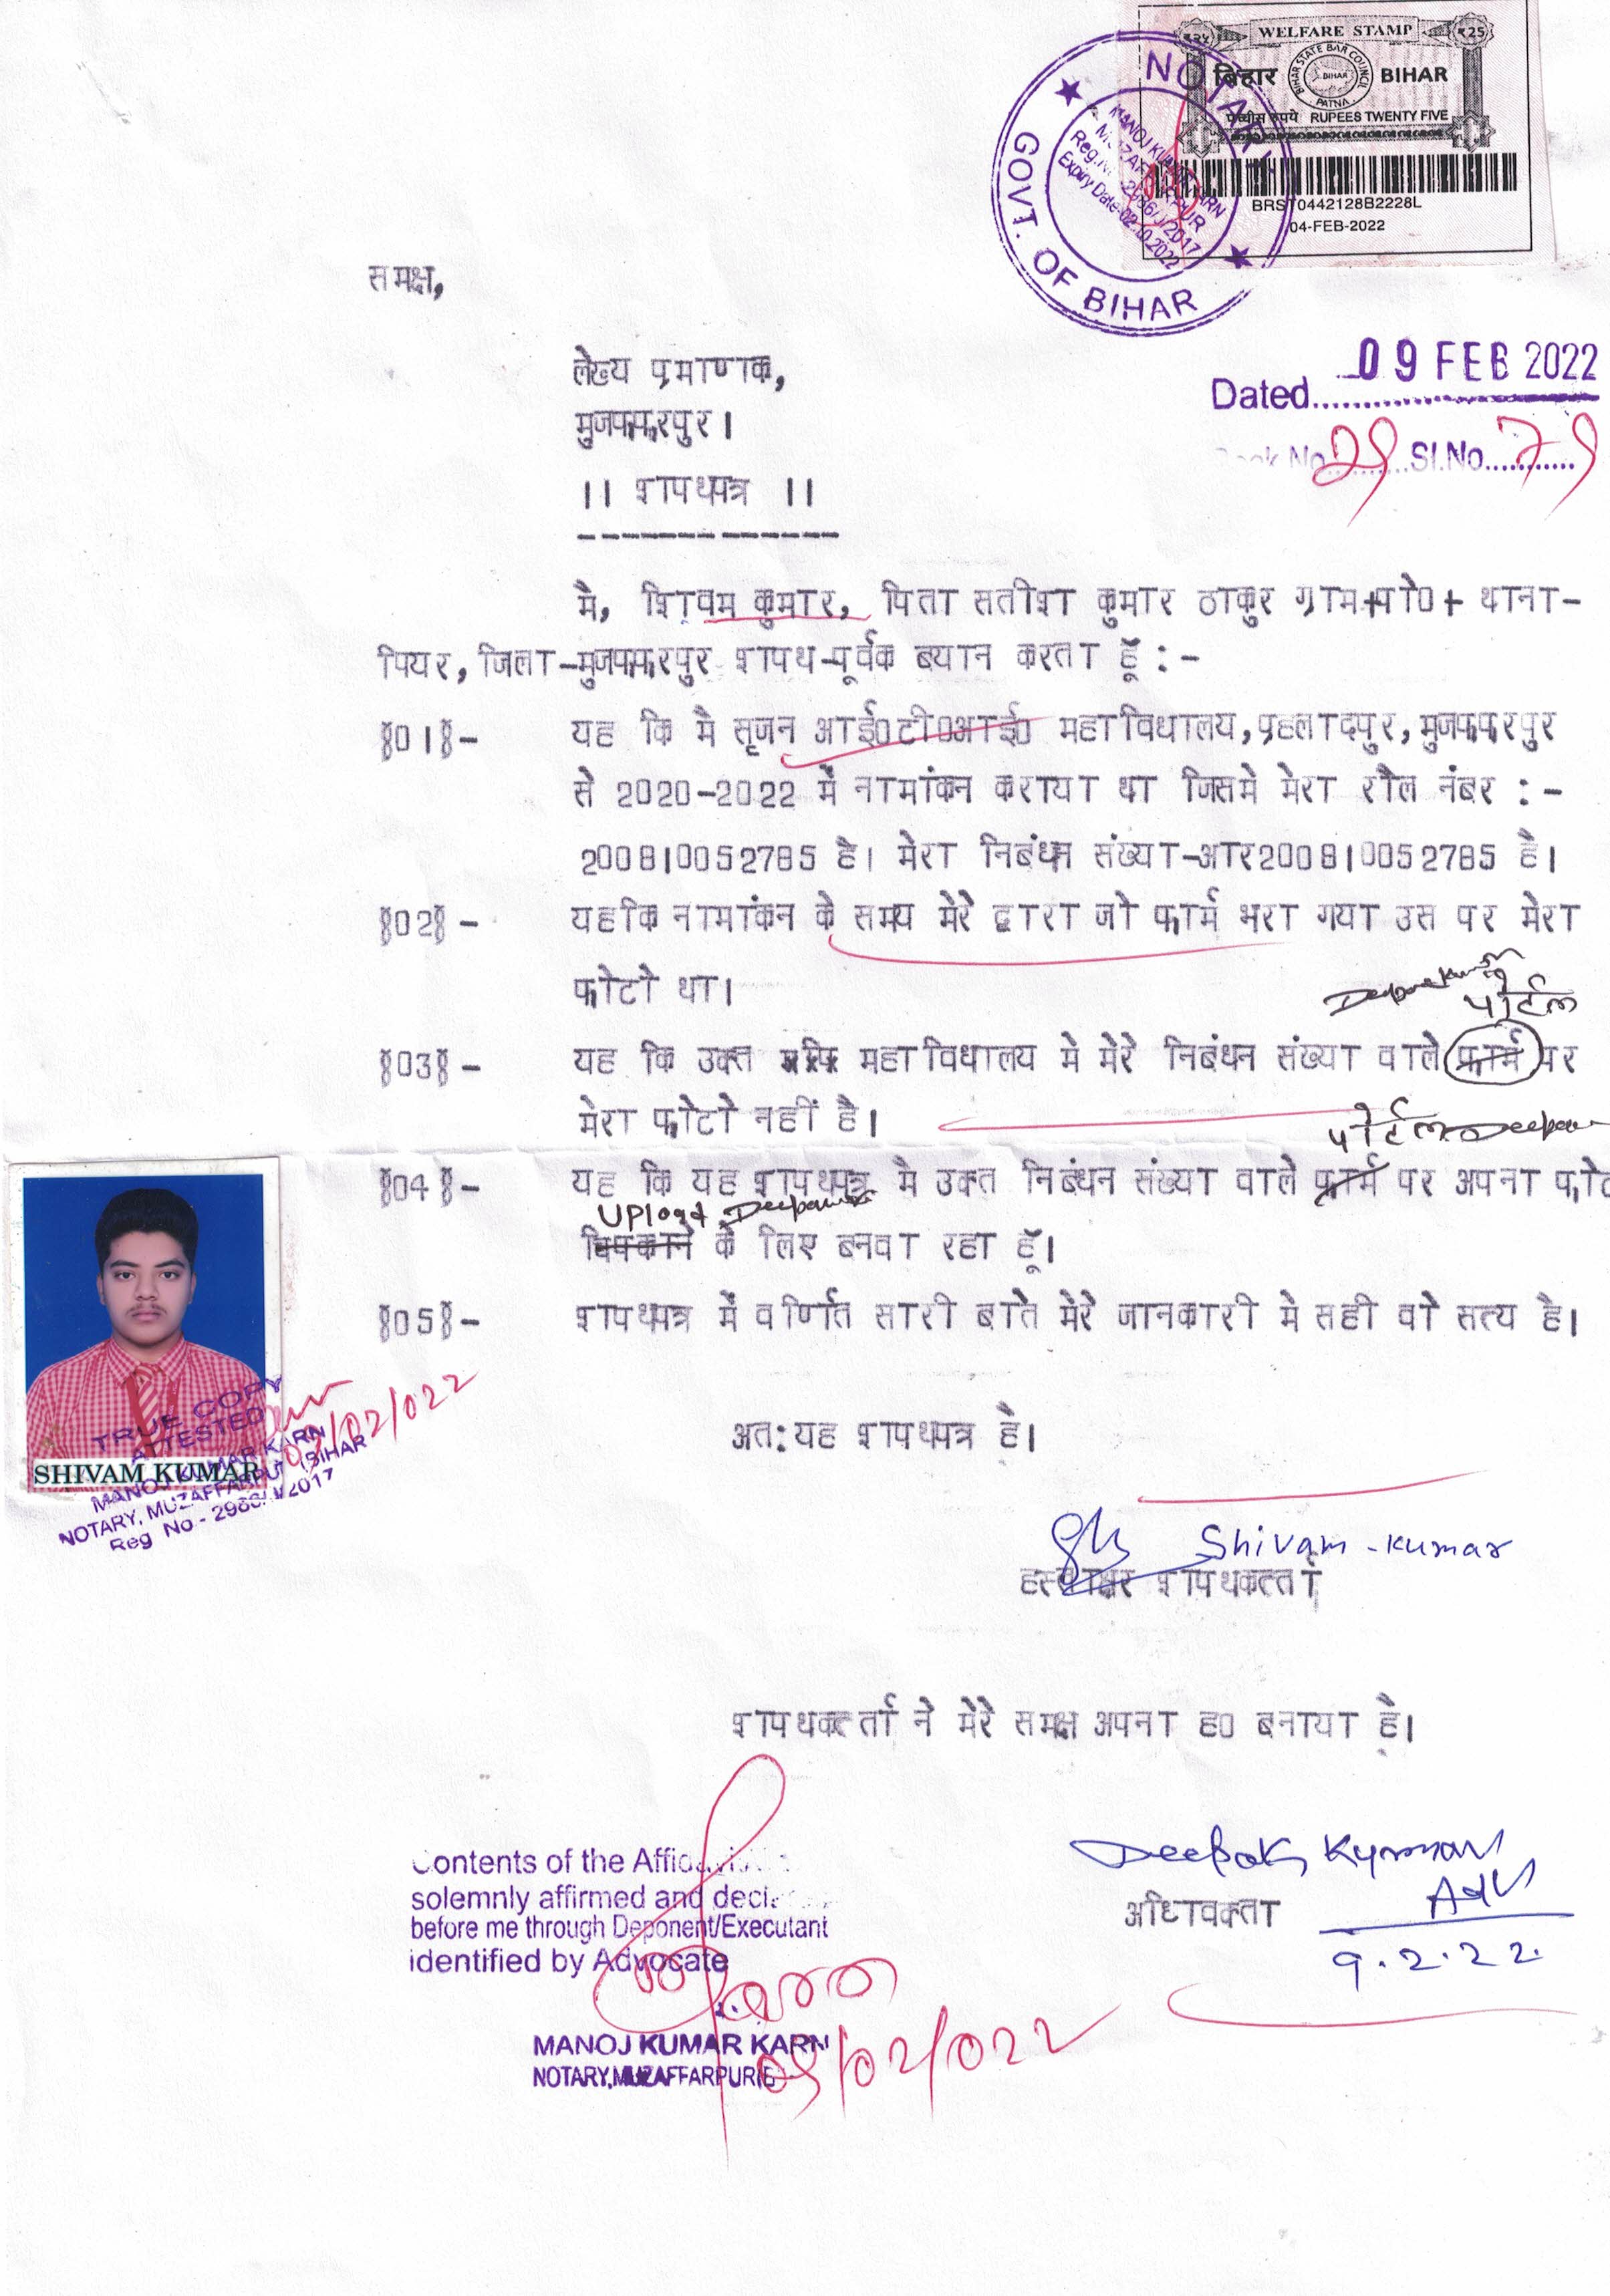 WELFARE STAMP
₹25 ₹25
बिहार BIHAR
BIHAR STATE BAR COUNCIL
BIHAR
PATNA
पच्चीस रुपये RUPEES TWENTY FIVE
BRST0442128B2228L
04-FEB-2022
NOTARY
GOVT. OF BIHAR
MANOJ KUMAR KARN
MUZAFFARPUR
Reg.No.-2986/J/2017
Expiry Date-02.10.2022
समक्ष,
लेख्य प्रमाणक,
मुजफ्फरपुर।
Dated 09 FEB 2022
Book No. 29 Sl.No. 79
।। शपथपत्र ।।
मै, शिवम कुमार, पिता सतीश कुमार ठाकुर ग्राम+पो0+ थाना-
पियर, जिला-मुजफ्फरपुर शपथ-पूर्वक बयान करता हूँ :-
§01§- यह कि मै सृजन आई0टी0आई0 महाविधालय, प्रहलादपुर, मुजफ्फरपुर
से 2020-2022 में नामांकन कराया था जिसमे मेरा रौल नंबर :-
200810052785 है। मेरा निबंधन संख्या-आर200810052785 है।
§02§- यहकि नामांकन के समय मेरे द्वारा जो फार्म भरा गया उस पर मेरा
फोटो था।
पोर्टल
§03§- यह कि उक्त महाविधालय मे मेरे निबंधन संख्या वाले फार्म पर
मेरा फोटो नहीं है।
पोर्टल Deepak
§04§- यह कि यह शपथपत्र मै उक्त निबंधन संख्या वाले फार्म पर अपना फोट
Upload Deepak
चिपकाने के लिए बनवा रहा हूँ।
§05§- शपथपत्र में वर्णित सारी बाते मेरे जानकारी मे सही वो सत्य है।
अत:यह शपथपत्र है।
SHIVAM KUMAR
TRUE COPY
ATTESTED
MANOJ KUMAR KARN
NOTARY, MUZAFFARPUR (BIHAR
Reg No.- 2986/J/2017
09/02/022
Shivam-kumar
हस्ताक्षर शपथकर्त्ता
शपथकर्त्ता ने मेरे समक्ष अपना ह0 बनाया है।
Contents of the Affidavit
solemnly affirmed and decl
before me through Deponent/Executant
identified by Advocate
Deepak Kumar
Adv
अधिवक्ता
9.2.22.
Karn
MANOJ KUMAR KARN
NOTARY, MUZAFFARPUR
09/02/022